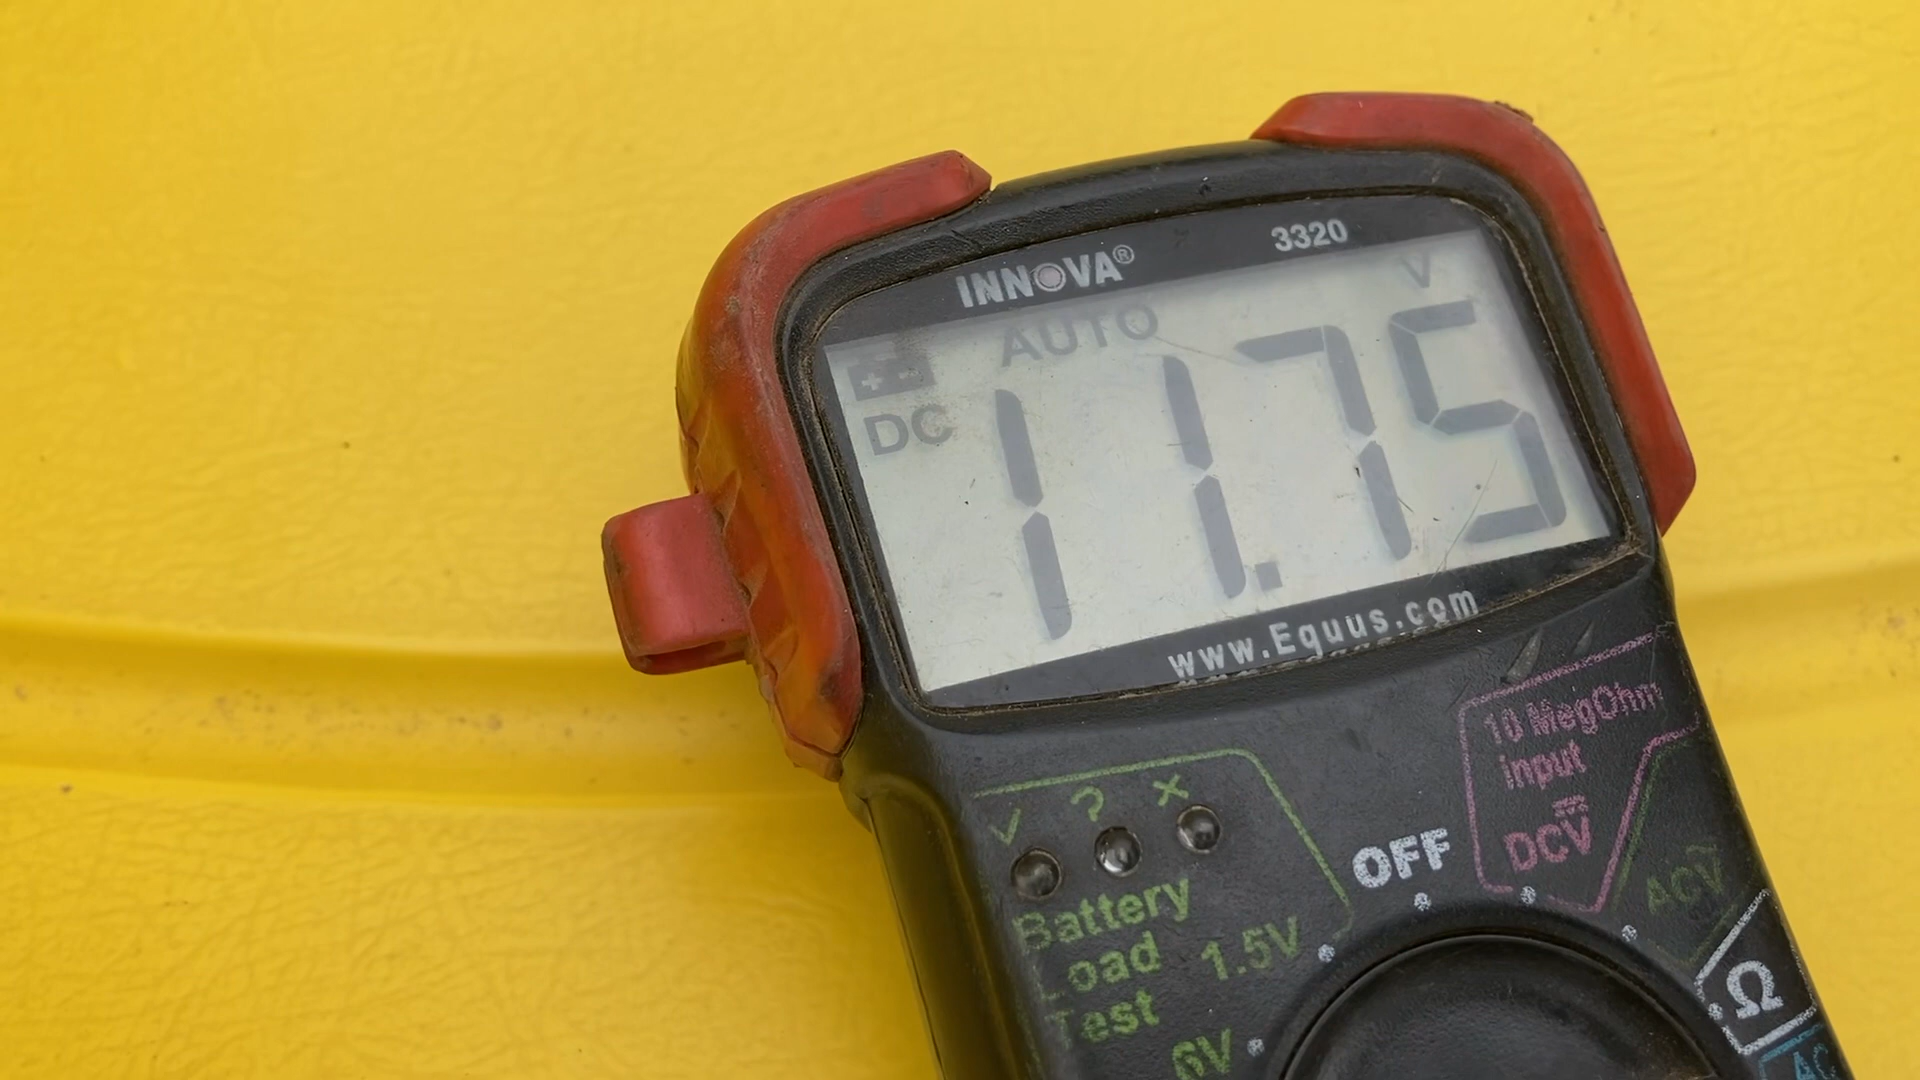 INNOVA® 3320
AUTO V
DC
11.75
www.Equus.com
10 MegOhm
input
DCV
OFF
ACV
✓ ? ×
Battery
Load
Test
1.5V
6V
Ω
AC